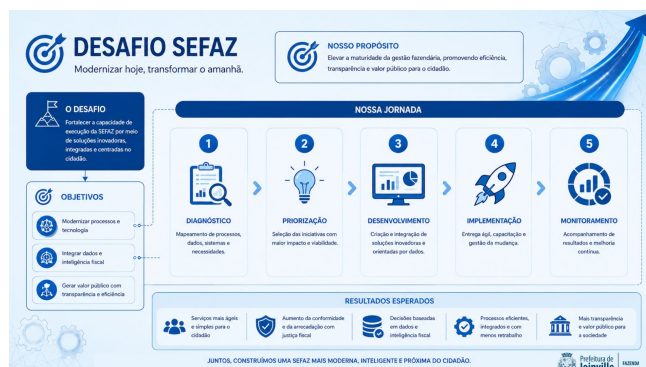 DESAFIO SEFAZ
Modernizar hoje, transformar o amanhã.
NOSSO PROPÓSITO
Elevar a maturidade da gestão fazendária, promovendo eficiência,
transparência e valor público para o cidadão.
O DESAFIO
Fortalecer a capacidade de
execução da SEFAZ por meio
de soluções inovadoras,
integradas e centradas no
cidadão.
OBJETIVOS
Modernizar processos e
tecnologia
Integrar dados e
inteligência fiscal
Gerar valor público com
transparência e eficiência
NOSSA JORNADA
1
DIAGNÓSTICO
Mapeamento de processos,
dados, sistemas e
necessidades.
2
PRIORIZAÇÃO
Seleção das iniciativas com
maior impacto e viabilidade.
3
DESENVOLVIMENTO
Criação e integração de
soluções inovadoras e
orientadas por dados.
4
IMPLEMENTAÇÃO
Entrega ágil, capacitação e
gestão da mudança.
5
MONITORAMENTO
Acompanhamento de
resultados e melhoria
contínua.
RESULTADOS ESPERADOS
Serviços mais ágeis
e simples para o
cidadão
Aumento da conformidade
e da arrecadação com
justiça fiscal
Decisões baseadas
em dados e
inteligência fiscal
Processos eficientes,
integrados e com
menos retrabalho
Mais transparência
e valor público para
a sociedade
JUNTOS, CONSTRUÍMOS UMA SEFAZ MAIS MODERNA, INTELIGENTE E PRÓXIMA DO CIDADÃO.
Prefeitura de
Joinville
FAZENDA